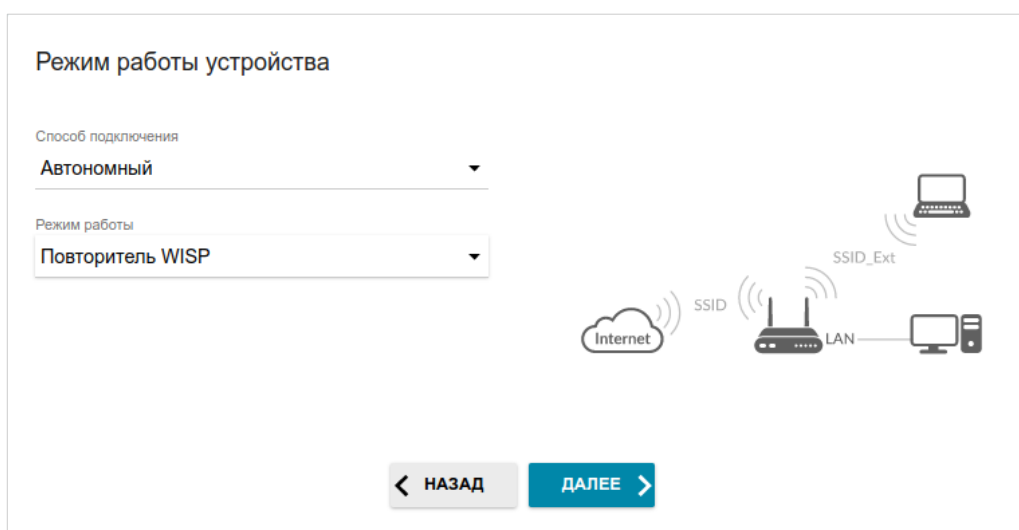 Режим работы устройства
Способ подключения
Автономный
Режим работы
Повторитель WISP
SSID_Ext
SSID
Internet
LAN
НАЗАД
ДАЛЕЕ